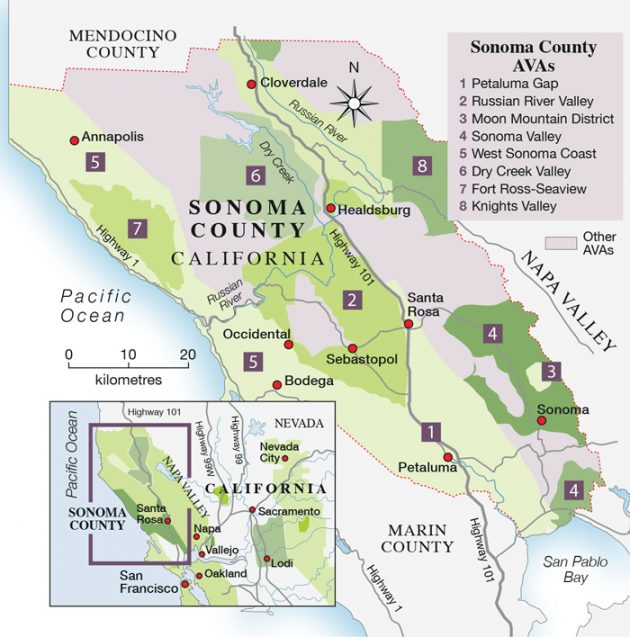 MENDOCINO
COUNTY
Sonoma County
AVAs
1 Petaluma Gap
2 Russian River Valley
3 Moon Mountain District
4 Sonoma Valley
5 West Sonoma Coast
6 Dry Creek Valley
7 Fort Ross-Seaview
8 Knights Valley
Other
AVAs
N
Cloverdale
Russian River
Annapolis
5
Dry Creek
6
8
7
SONOMA
COUNTY
CALIFORNIA
Healdsburg
Highway 1
Highway 101
NAPA VALLEY
Russian
River
Pacific
Ocean
2
Santa
Rosa
4
0 10 20
kilometres
Occidental
Sebastopol
5
3
Bodega
Sonoma
1
Petaluma
4
MARIN
COUNTY
Highway 101
Highway 1
San Pablo
Bay
Highway 101
Pacific Ocean
NAPA VALLEY
Highway 99W
Highway 99
NEVADA
Nevada
City
CALIFORNIA
SONOMA
COUNTY
Santa
Rosa
Sacramento
Napa
Vallejo
Lodi
Oakland
San
Francisco